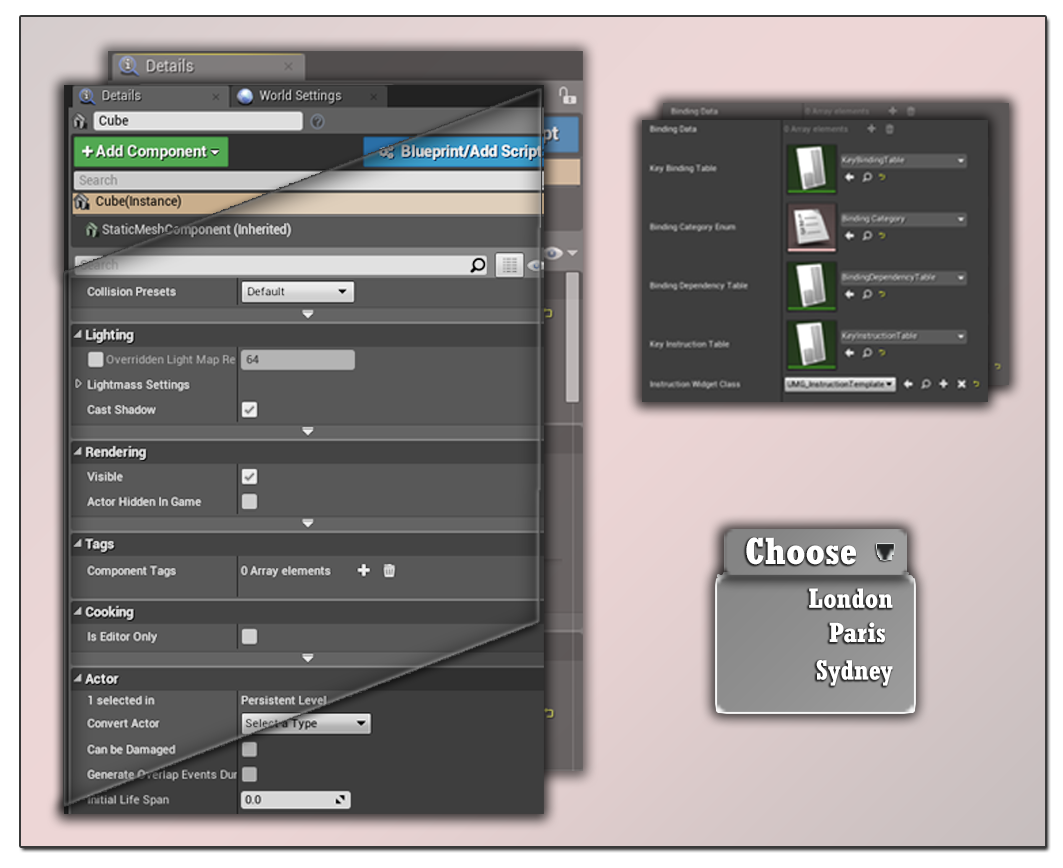 Details
Details
World Settings
Cube
+Add Component
Blueprint/Add Script
pt
Search
Cube(Instance)
StaticMeshComponent (Inherited)
Search
Collision Presets Default
Lighting
Overridden Light Map Re 64
Lightmass Settings
Cast Shadow
Rendering
Visible
Actor Hidden In Game
Tags
Component Tags 0 Array elements
Cooking
Is Editor Only
Actor
1 selected in Persistent Level
Convert Actor Select a Type
Can be Damaged
Generate Overlap Events Dur
Initial Life Span 0.0
Binding Data 0 Array elements
Binding Data 0 Array elements
Key Binding Table KeyBindingTable
Binding Category Enum Binding Category
Binding Dependency Table BindingDependencyTable
Key Instruction Table KeyInstructionTable
Instruction Widget Class UMG_InstructionTemplate
Choose
London
Paris
Sydney